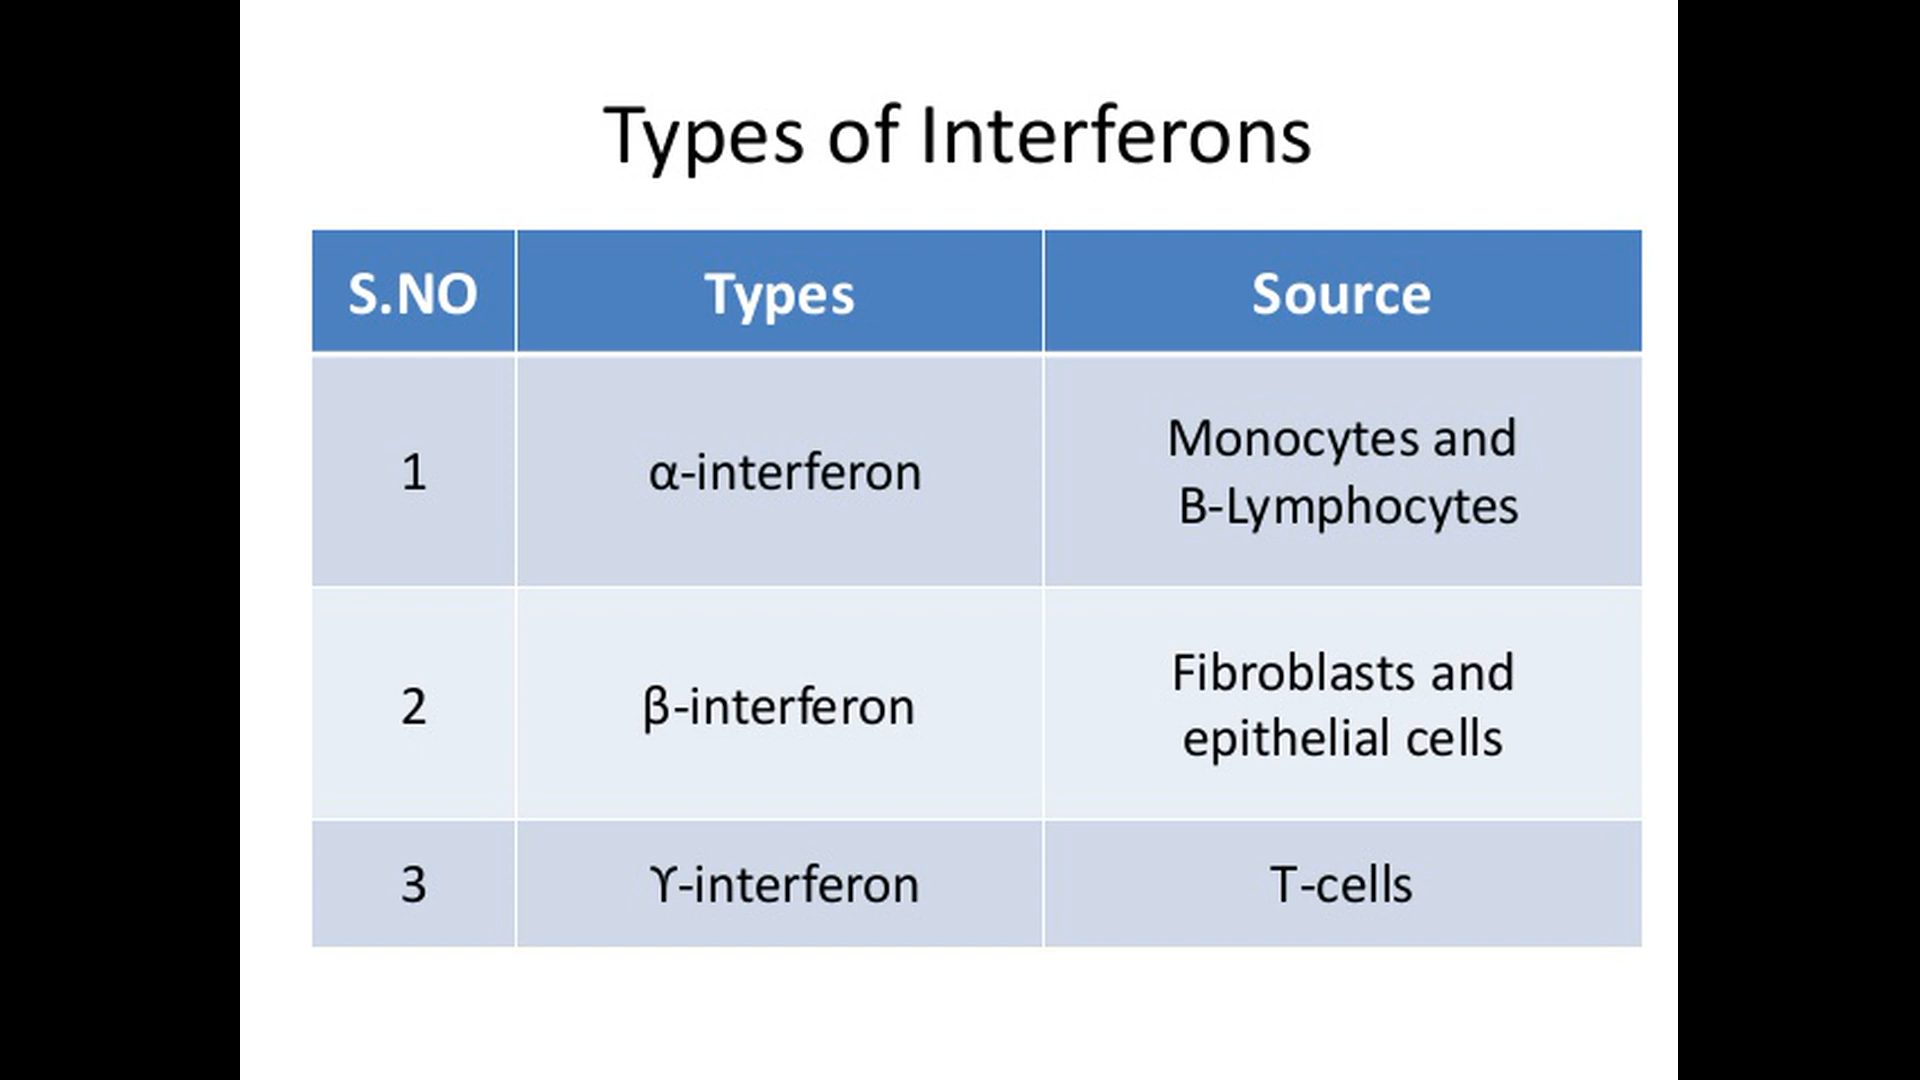 Types of Interferons
S.NO Types Source
1 α-interferon Monocytes and
B-Lymphocytes
2 β-interferon Fibroblasts and
epithelial cells
3 ϒ-interferon T-cells